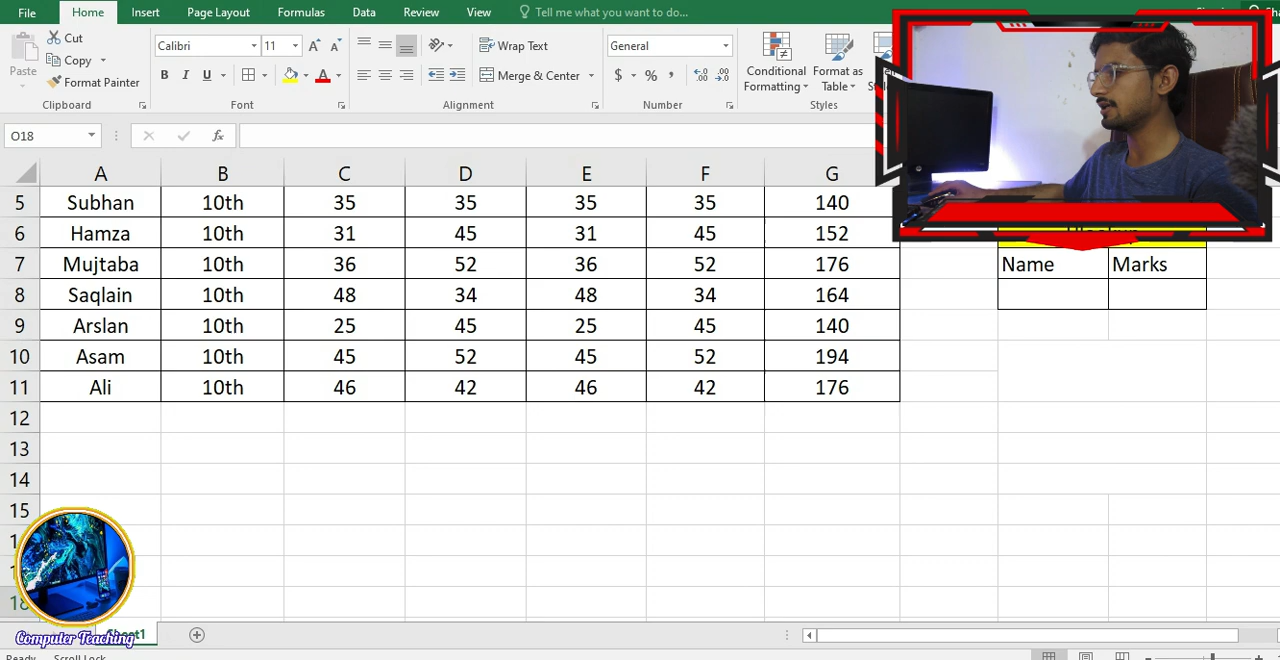 File Home Insert Page Layout Formulas Data Review View Tell me what you want to do...
Cut
Copy
Format Painter
Paste
Clipboard
Calibri 11
B I U
Font
Wrap Text
Merge & Center
Alignment
General
$ % ,
Number
Conditional Formatting
Format as Table
Styles
O18 fx
A B C D E F G
5 Subhan 10th 35 35 35 35 140
6 Hamza 10th 31 45 31 45 152
7 Mujtaba 10th 36 52 36 52 176 Name Marks
8 Saqlain 10th 48 34 48 34 164
9 Arslan 10th 25 45 25 45 140
10 Asam 10th 45 52 45 52 194
11 Ali 10th 46 42 46 42 176
12
13
14
15
18
Computer Teaching
Sheet1
Ready Scroll Lock